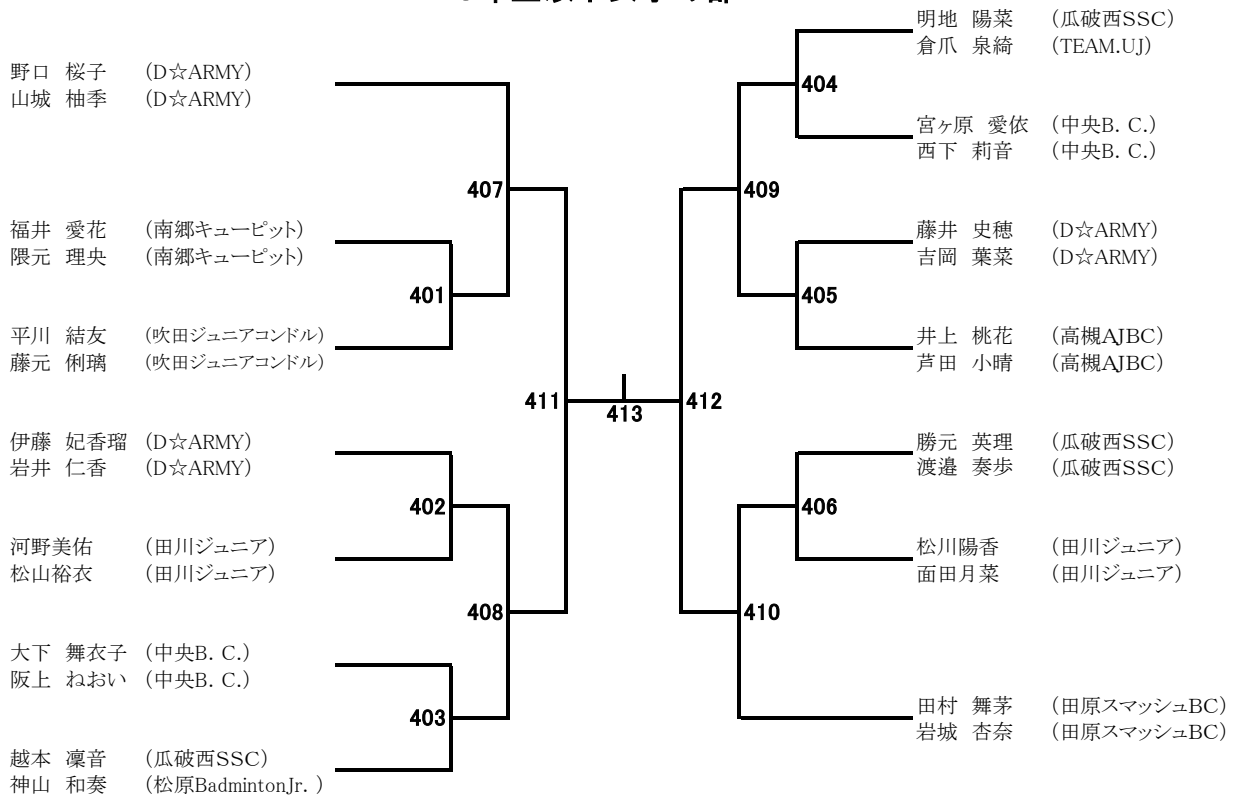 野口 桜子 (D☆ARMY)
山城 柚季 (D☆ARMY)
福井 愛花 (南郷キューピット)
隈元 理央 (南郷キューピット)
平川 結友 (吹田ジュニアコンドル)
藤元 俐璃 (吹田ジュニアコンドル)
伊藤 妃香瑠 (D☆ARMY)
岩井 仁香 (D☆ARMY)
河野美佑 (田川ジュニア)
松山裕衣 (田川ジュニア)
大下 舞衣子 (中央B. C.)
阪上 ねおい (中央B. C.)
越本 凜音 (瓜破西SSC)
神山 和奏 (松原BadmintonJr. )
401
402
403
407
408
411
413
412
409
410
404
405
406
明地 陽菜 (瓜破西SSC)
倉爪 泉綺 (TEAM.UJ)
宮ヶ原 愛依 (中央B. C.)
西下 莉音 (中央B. C.)
藤井 史穂 (D☆ARMY)
吉岡 葉菜 (D☆ARMY)
井上 桃花 (高槻AJBC)
芦田 小晴 (高槻AJBC)
勝元 英理 (瓜破西SSC)
渡邉 奏歩 (瓜破西SSC)
松川陽香 (田川ジュニア)
面田月菜 (田川ジュニア)
田村 舞茅 (田原スマッシュBC)
岩城 杏奈 (田原スマッシュBC)